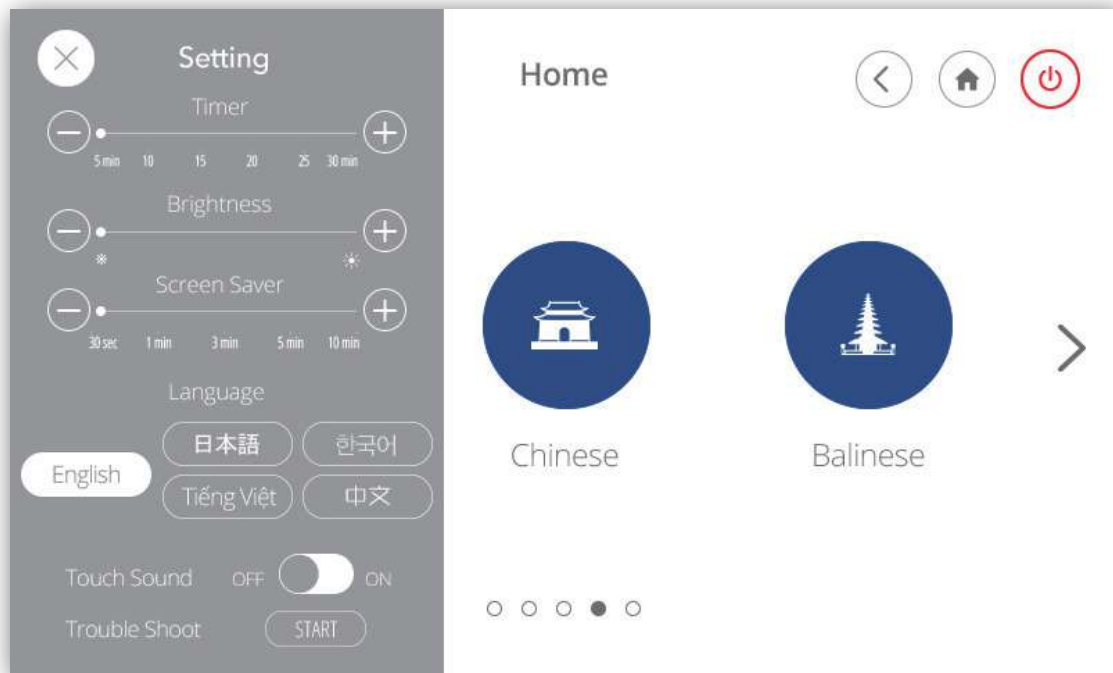 Setting
Timer
5 min 10 15 20 25 30 min
Brightness
Screen Saver
30 sec 1 min 3 min 5 min 10 min
Language
English
日本語 한국어
Tiếng Việt 中文
Touch Sound OFF ON
Trouble Shoot START
Home
Chinese Balinese